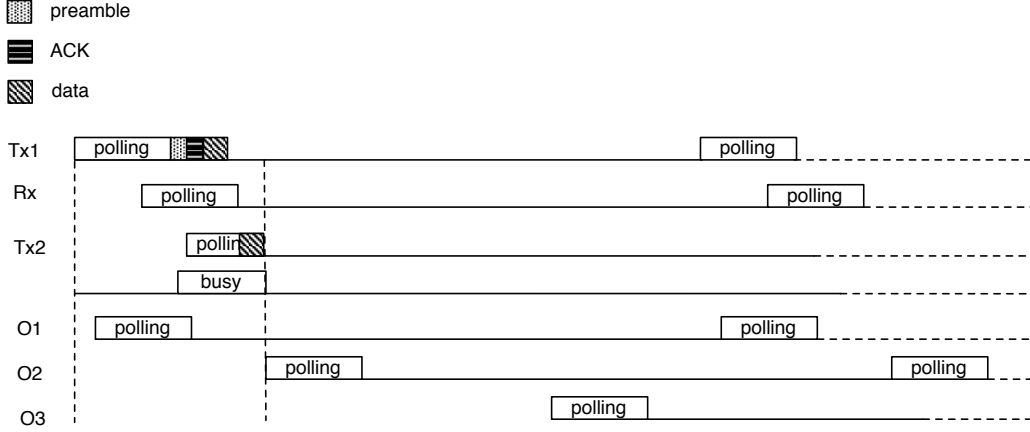 preamble
ACK
data
Tx1 polling polling
Rx polling polling
Tx2 pollin
busy
O1 polling polling
O2 polling polling
O3 polling